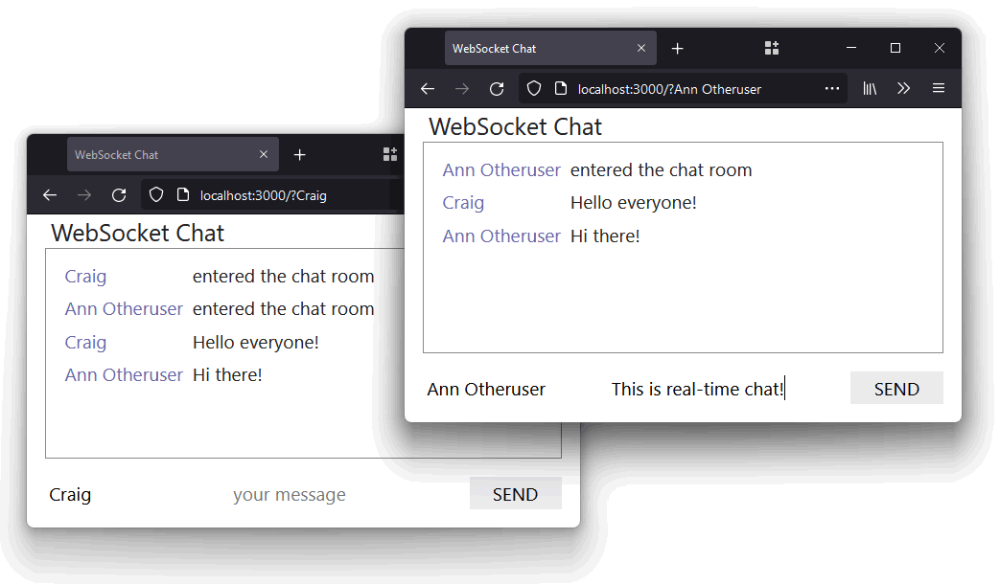 WebSocket Chat
localhost:3000/?Ann Otheruser
WebSocket Chat
Ann Otheruser entered the chat room
Craig Hello everyone!
Ann Otheruser Hi there!
Ann Otheruser This is real-time chat! SEND
WebSocket Chat
localhost:3000/?Craig
WebSocket Chat
Craig entered the chat room
Ann Otheruser entered the chat room
Craig Hello everyone!
Ann Otheruser Hi there!
Craig your message SEND